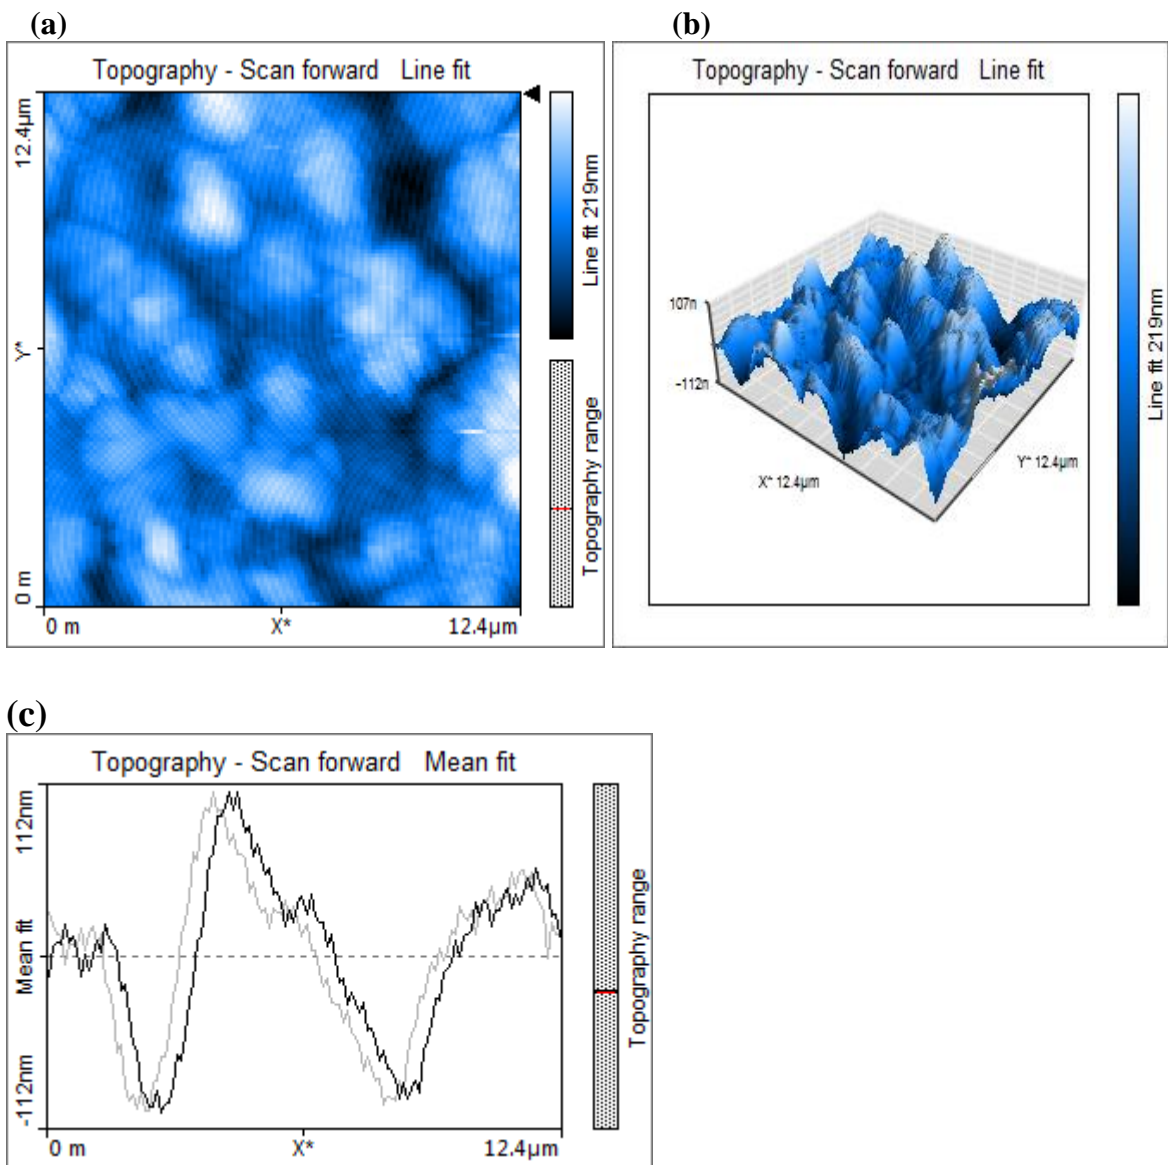 (a)
Topography - Scan forward Line fit
12.4µm
Y*
0 m
0 m X* 12.4µm
Line fit 219nm
Topography range
(b)
Topography - Scan forward Line fit
107n
-112n
X* 12.4µm
Y* 12.4µm
Line fit 219nm
(c)
Topography - Scan forward Mean fit
112nm
Mean fit
-112nm
0 m X* 12.4µm
Topography range